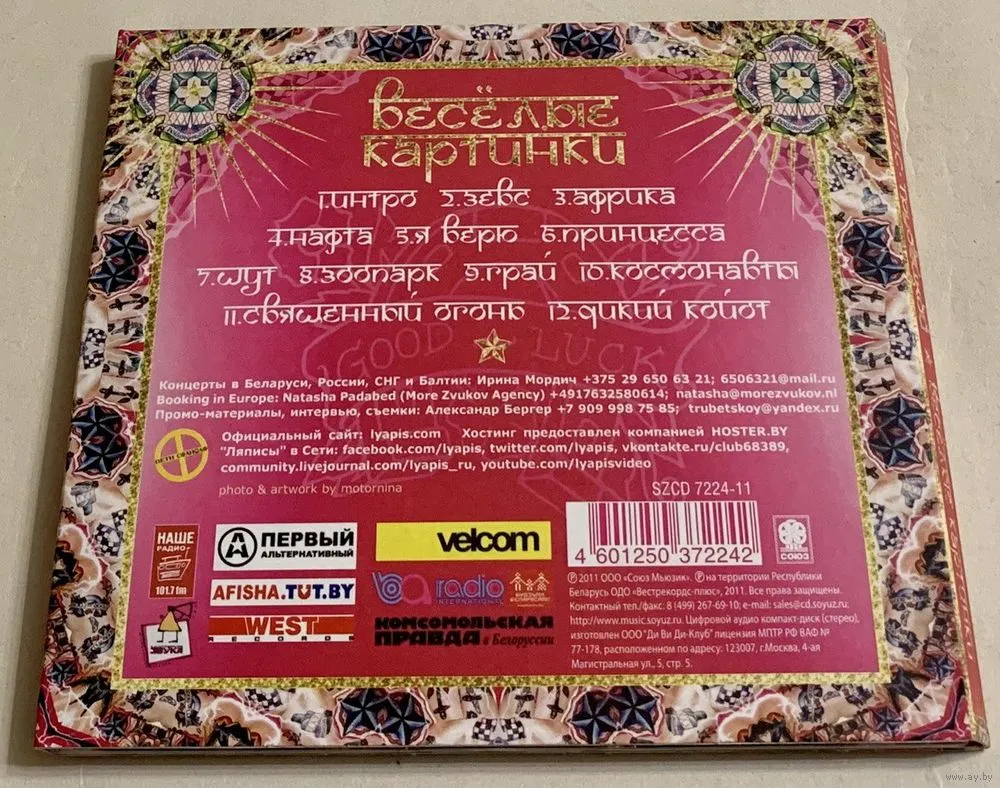 Весёлые
картинки
1.интро 2.зевс 3.африка
4.нафта 5.я верю 6.принцесса
7.шут 8.зоопарк 9.грай 10.космонавты
11.священный огонь 12.дикий койот
GOOD LUCK
Концерты в Беларуси, России, СНГ и Балтии: Ирина Мордич +375 29 650 63 21; 6506321@mail.ru
Booking in Europe: Natasha Padabed (More Zvukov Agency) +4917632580614; natasha@morezvukov.nl
Промо-материалы, интервью, съемки: Александр Бергер +7 909 998 75 85; trubetskoy@yandex.ru
Официальный сайт: lyapis.com Хостинг предоставлен компанией HOSTER.BY
"Ляписы" в Сети: facebook.com/lyapis, twitter.com/lyapis, vkontakte.ru/club68389,
community.livejournal.com/lyapis_ru, youtube.com/lyapisvideo
photo & artwork by motornina
SZCD 7224-11
4 601250 372242
СОЮЗ
НАШЕ
РАДИО
101.7 fm
ПЕРВЫЙ
АЛЬТЕРНАТИВНЫЙ
velcom
AFISHA.TUT.BY
radio
INTERNATIONAL
WEST
RECORDS
КОМСОМОЛЬСКАЯ
ПРАВДА в Белоруссии
ЗВУКА
℗ 2011 ООО «Союз Мьюзик». ℗ на территории Республики
Беларусь ОДО «Вестрекордс-плюс», 2011. Все права защищены.
Контактный тел./факс: 8 (499) 267-69-10; e-mail: sales@cd.soyuz.ru;
http://www.music.soyuz.ru. Цифровой аудио компакт-диск (стерео),
изготовлен ООО "Ди Ви Ди-Клуб" лицензия МПТР РФ ВАФ №
77-178, расположенном по адресу: 123007, г.Москва, 4-ая
Магистральная ул., 5, стр. 5.
www.ay.by